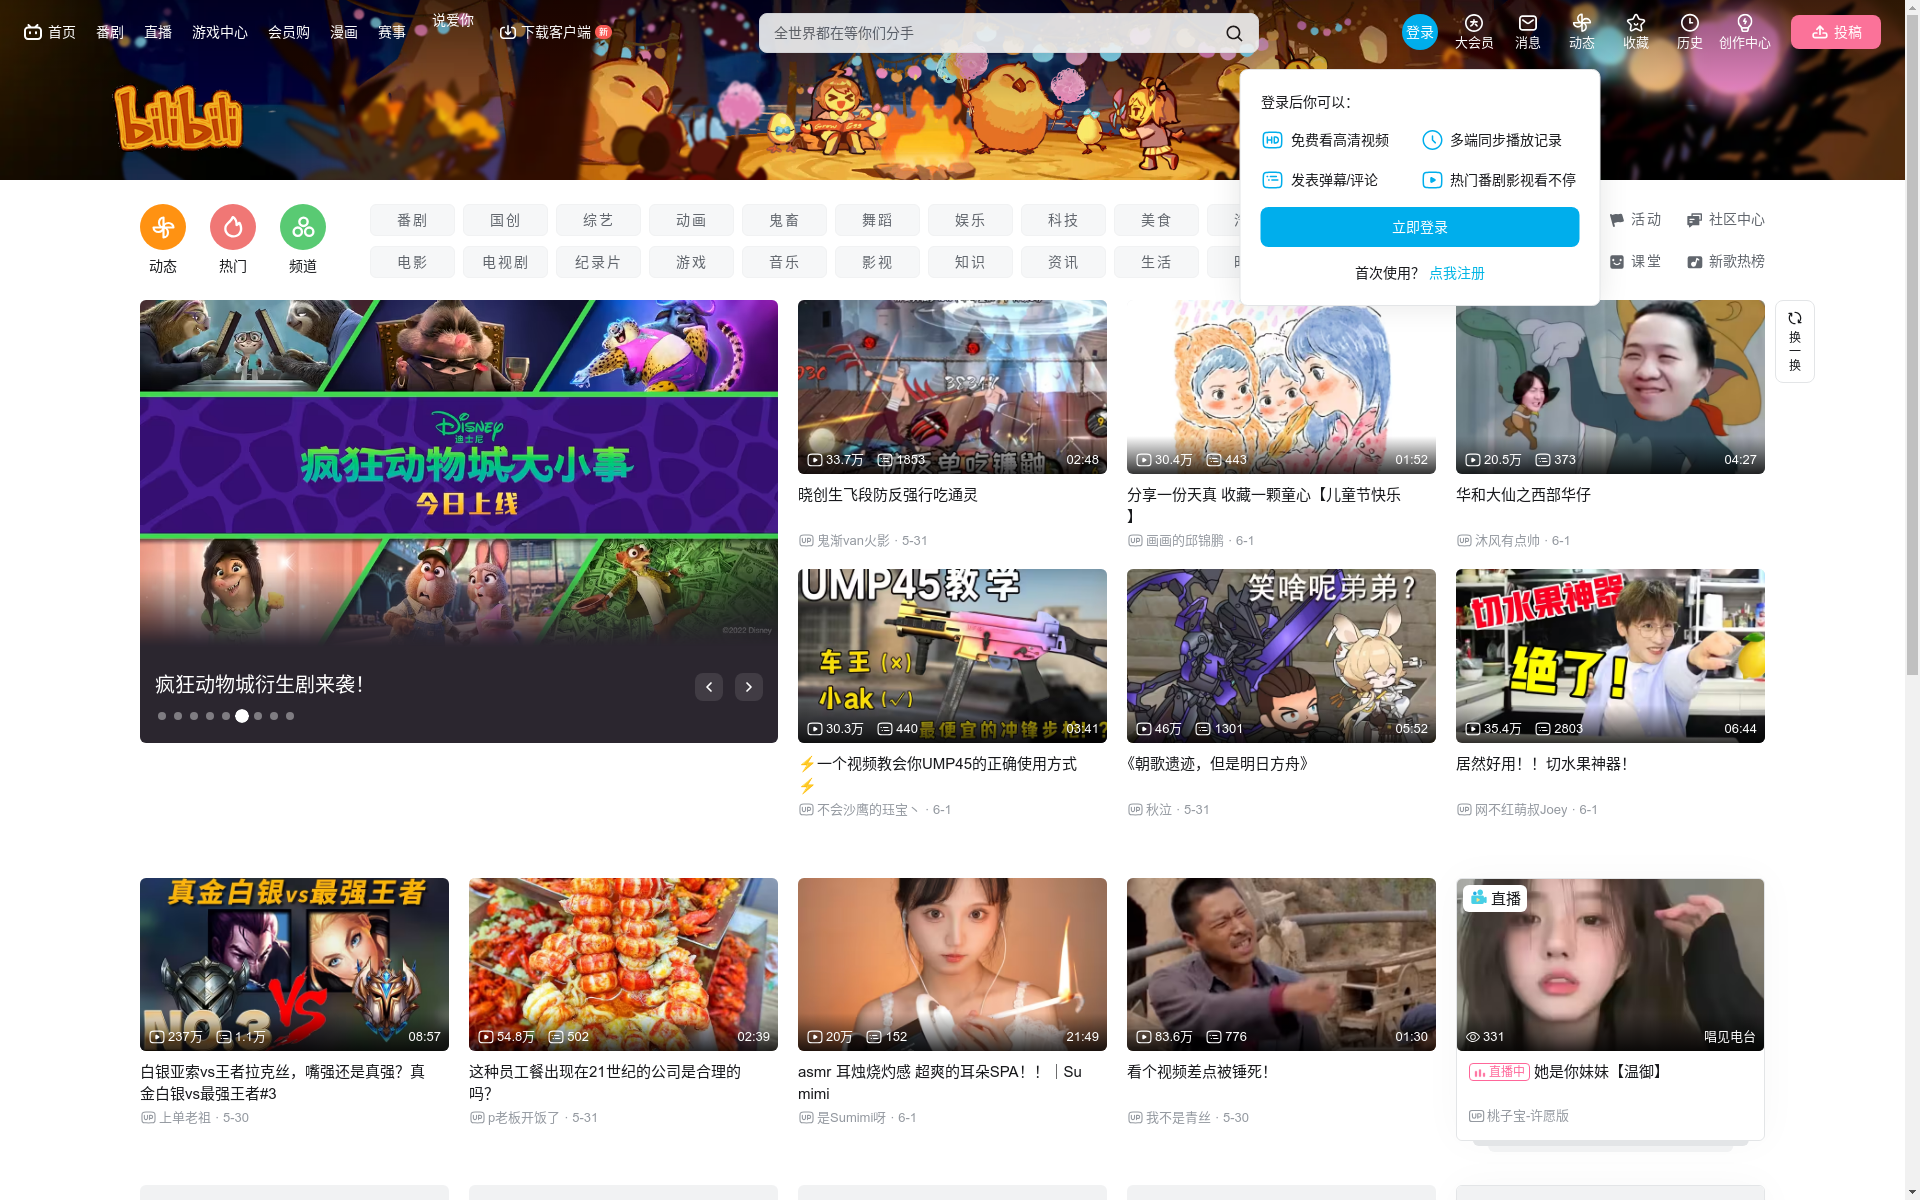 首页 番剧 直播 游戏中心 会员购 漫画 赛事 说爱你 下载客户端 新
全世界都在等你们分手
登录 大会员 消息 动态 收藏 历史 创作中心 投稿
bilibili
登录后你可以：
免费看高清视频 多端同步播放记录
发表弹幕/评论 热门番剧影视看不停
立即登录
首次使用？ 点我注册
动态 热门 频道
番剧 国创 综艺 动画 鬼畜 舞蹈 娱乐 科技 美食
活动 社区中心
电影 电视剧 纪录片 游戏 音乐 影视 知识 资讯 生活
课堂 新歌热榜
换一换
Disney
迪士尼
疯狂动物城大小事
今日上线
©2022 Disney
疯狂动物城衍生剧来袭！
33.7万 1853 02:48
晓创生飞段防反强行吃通灵
鬼渐van火影 · 5-31
30.4万 443 01:52
分享一份天真 收藏一颗童心【儿童节快乐
】
画画的邱锦鹏 · 6-1
20.5万 373 04:27
华和大仙之西部华仔
沐风有点帅 · 6-1
UMP45教学
车王(×)
小ak(√)
最便宜的冲锋步枪!?
30.3万 440 03:41
⚡一个视频教会你UMP45的正确使用方式
⚡
不会沙鹰的珏宝丶 · 6-1
笑啥呢弟弟？
46万 1301 05:52
《朝歌遗迹，但是明日方舟》
秋泣 · 5-31
切水果神器
绝了！
35.4万 2803 06:44
居然好用！！切水果神器！
网不红萌叔Joey · 6-1
真金白银vs最强王者
VS
NO.3
237万 1.1万 08:57
白银亚索vs王者拉克丝，嘴强还是真强？真
金白银vs最强王者#3
上单老祖 · 5-30
54.8万 502 02:39
这种员工餐出现在21世纪的公司是合理的
吗？
p老板开饭了 · 5-31
20万 152 21:49
asmr 耳烛烧灼感 超爽的耳朵SPA！！｜Su
mimi
是Sumimi呀 · 6-1
83.6万 776 01:30
看个视频差点被锤死！
我不是青丝 · 5-30
直播
331 唱见电台
直播中 她是你妹妹【温御】
桃子宝-许愿版